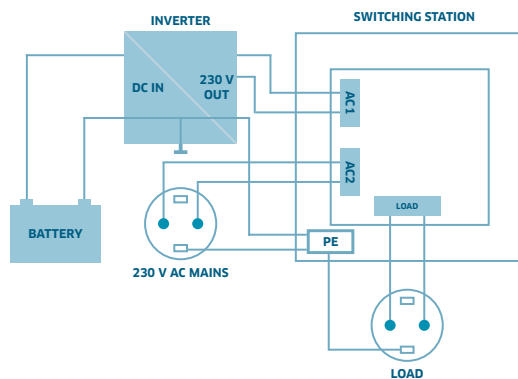 INVERTER
SWITCHING STATION
DC IN
230 V
OUT
AC1
AC2
LOAD
BATTERY
PE
230 V AC MAINS
LOAD